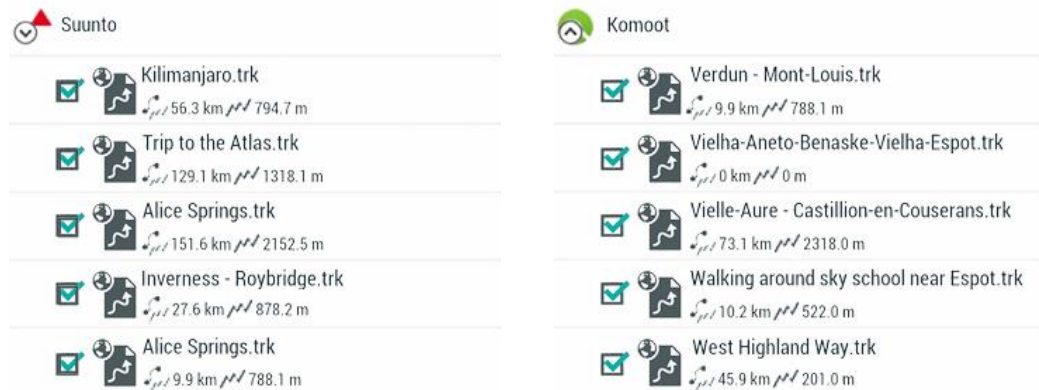 Suunto
Kilimanjaro.trk
56.3 km 794.7 m
Trip to the Atlas.trk
129.1 km 1318.1 m
Alice Springs.trk
151.6 km 2152.5 m
Inverness - Roybridge.trk
27.6 km 878.2 m
Alice Springs.trk
9.9 km 788.1 m
Komoot
Verdun - Mont-Louis.trk
9.9 km 788.1 m
Vielha-Aneto-Benaske-Vielha-Espot.trk
0 km 0 m
Vielle-Aure - Castillion-en-Couserans.trk
73.1 km 2318.0 m
Walking around sky school near Espot.trk
10.2 km 522.0 m
West Highland Way.trk
45.9 km 201.0 m